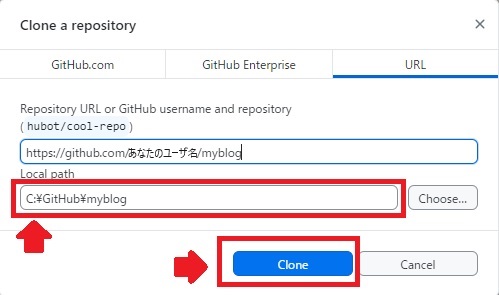 Clone a repository
GitHub.com
GitHub Enterprise
URL
Repository URL or GitHub username and repository
( hubot/cool-repo )
https://github.com/あなたのユーザ名/myblog
Local path
C:¥GitHub¥myblog
Choose...
Clone
Cancel